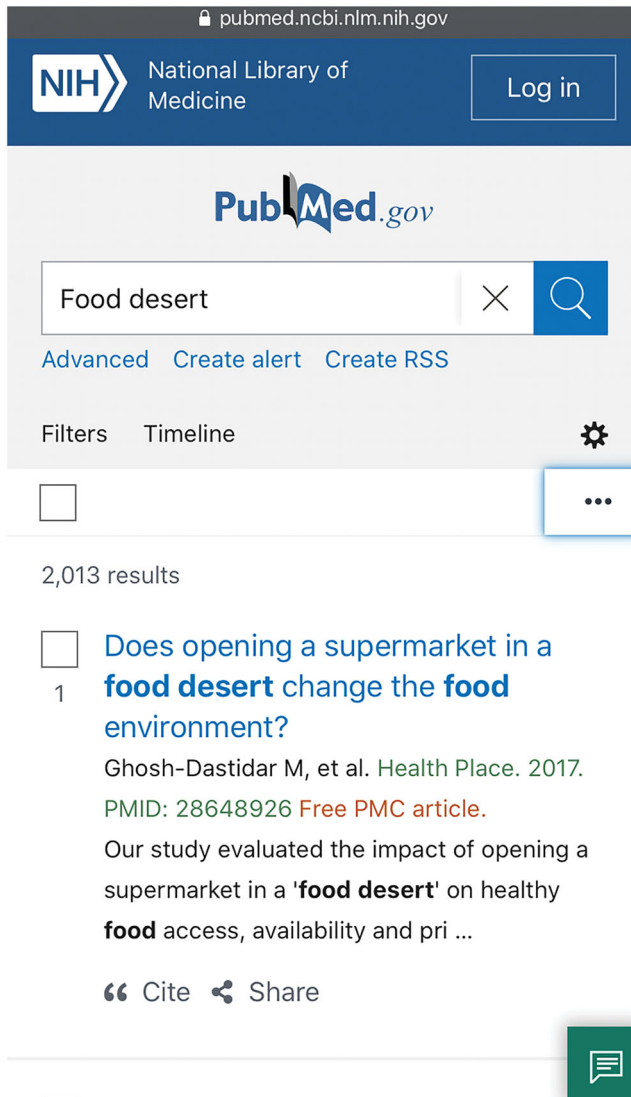 pubmed.ncbi.nlm.nih.gov
NIH
National Library of
Medicine
Log in
PubMed.gov
Food desert
Advanced Create alert Create RSS
Filters Timeline
2,013 results
Does opening a supermarket in a
1
food desert change the food
environment?
Ghosh-Dastidar M, et al. Health Place. 2017.
PMID: 28648926 Free PMC article.
Our study evaluated the impact of opening a
supermarket in a 'food desert' on healthy
food access, availability and pri ...
Cite Share